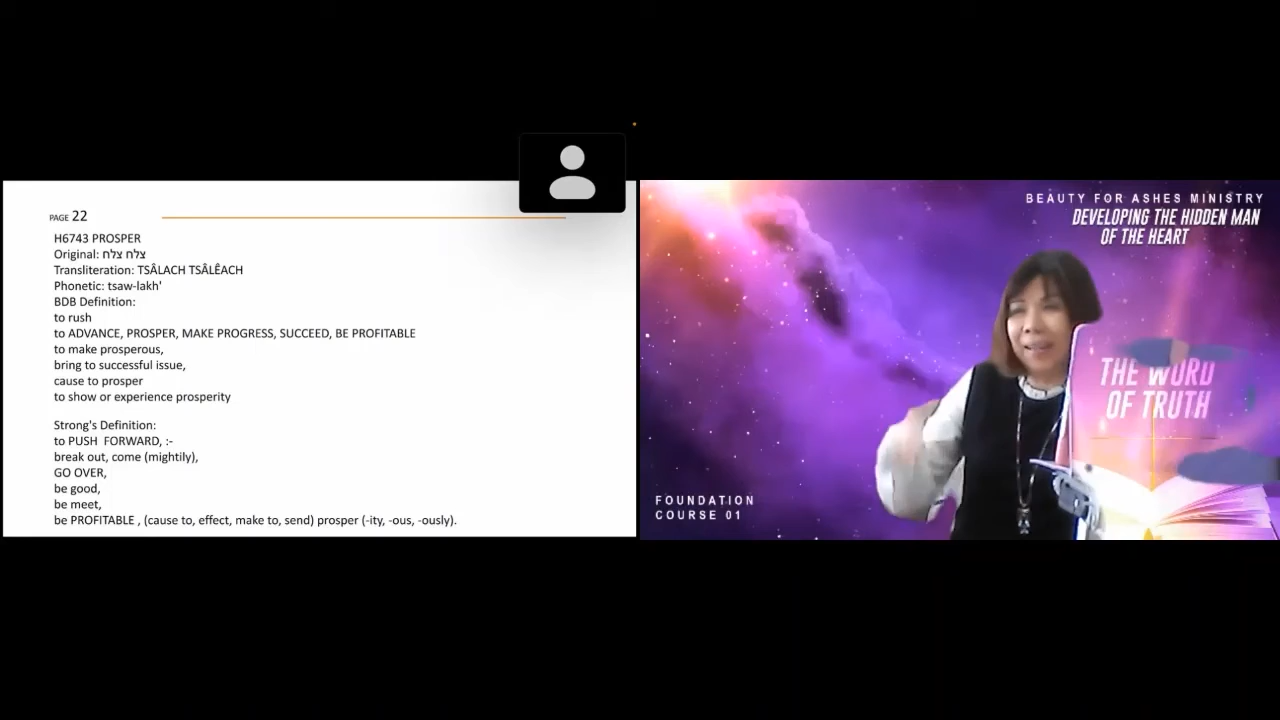 PAGE 22
H6743 PROSPER
Original: צלח צלח
Transliteration: TSÂLACH TSÂLÊACH
Phonetic: tsaw-lakh'
BDB Definition:
to rush
to ADVANCE, PROSPER, MAKE PROGRESS, SUCCEED, BE PROFITABLE
to make prosperous,
bring to successful issue,
cause to prosper
to show or experience prosperity
Strong's Definition:
to PUSH  FORWARD, :-
break out, come (mightily),
GO OVER,
be good,
be meet,
be PROFITABLE , (cause to, effect, make to, send) prosper (-ity, -ous, -ously).
BEAUTY FOR ASHES MINISTRY
DEVELOPING THE HIDDEN MAN
OF THE HEART
THE WORD
OF TRUTH
FOUNDATION
COURSE 01